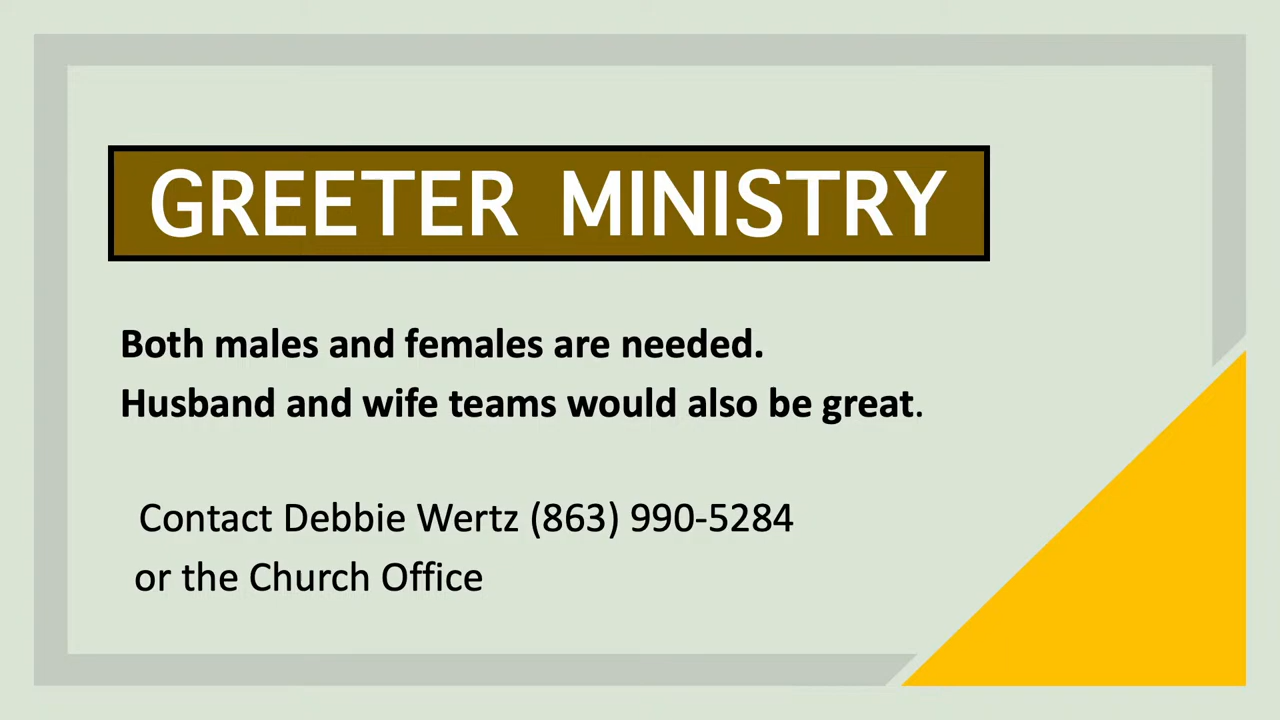 GREETER MINISTRY
Both males and females are needed.
Husband and wife teams would also be great.
Contact Debbie Wertz (863) 990-5284
or the Church Office